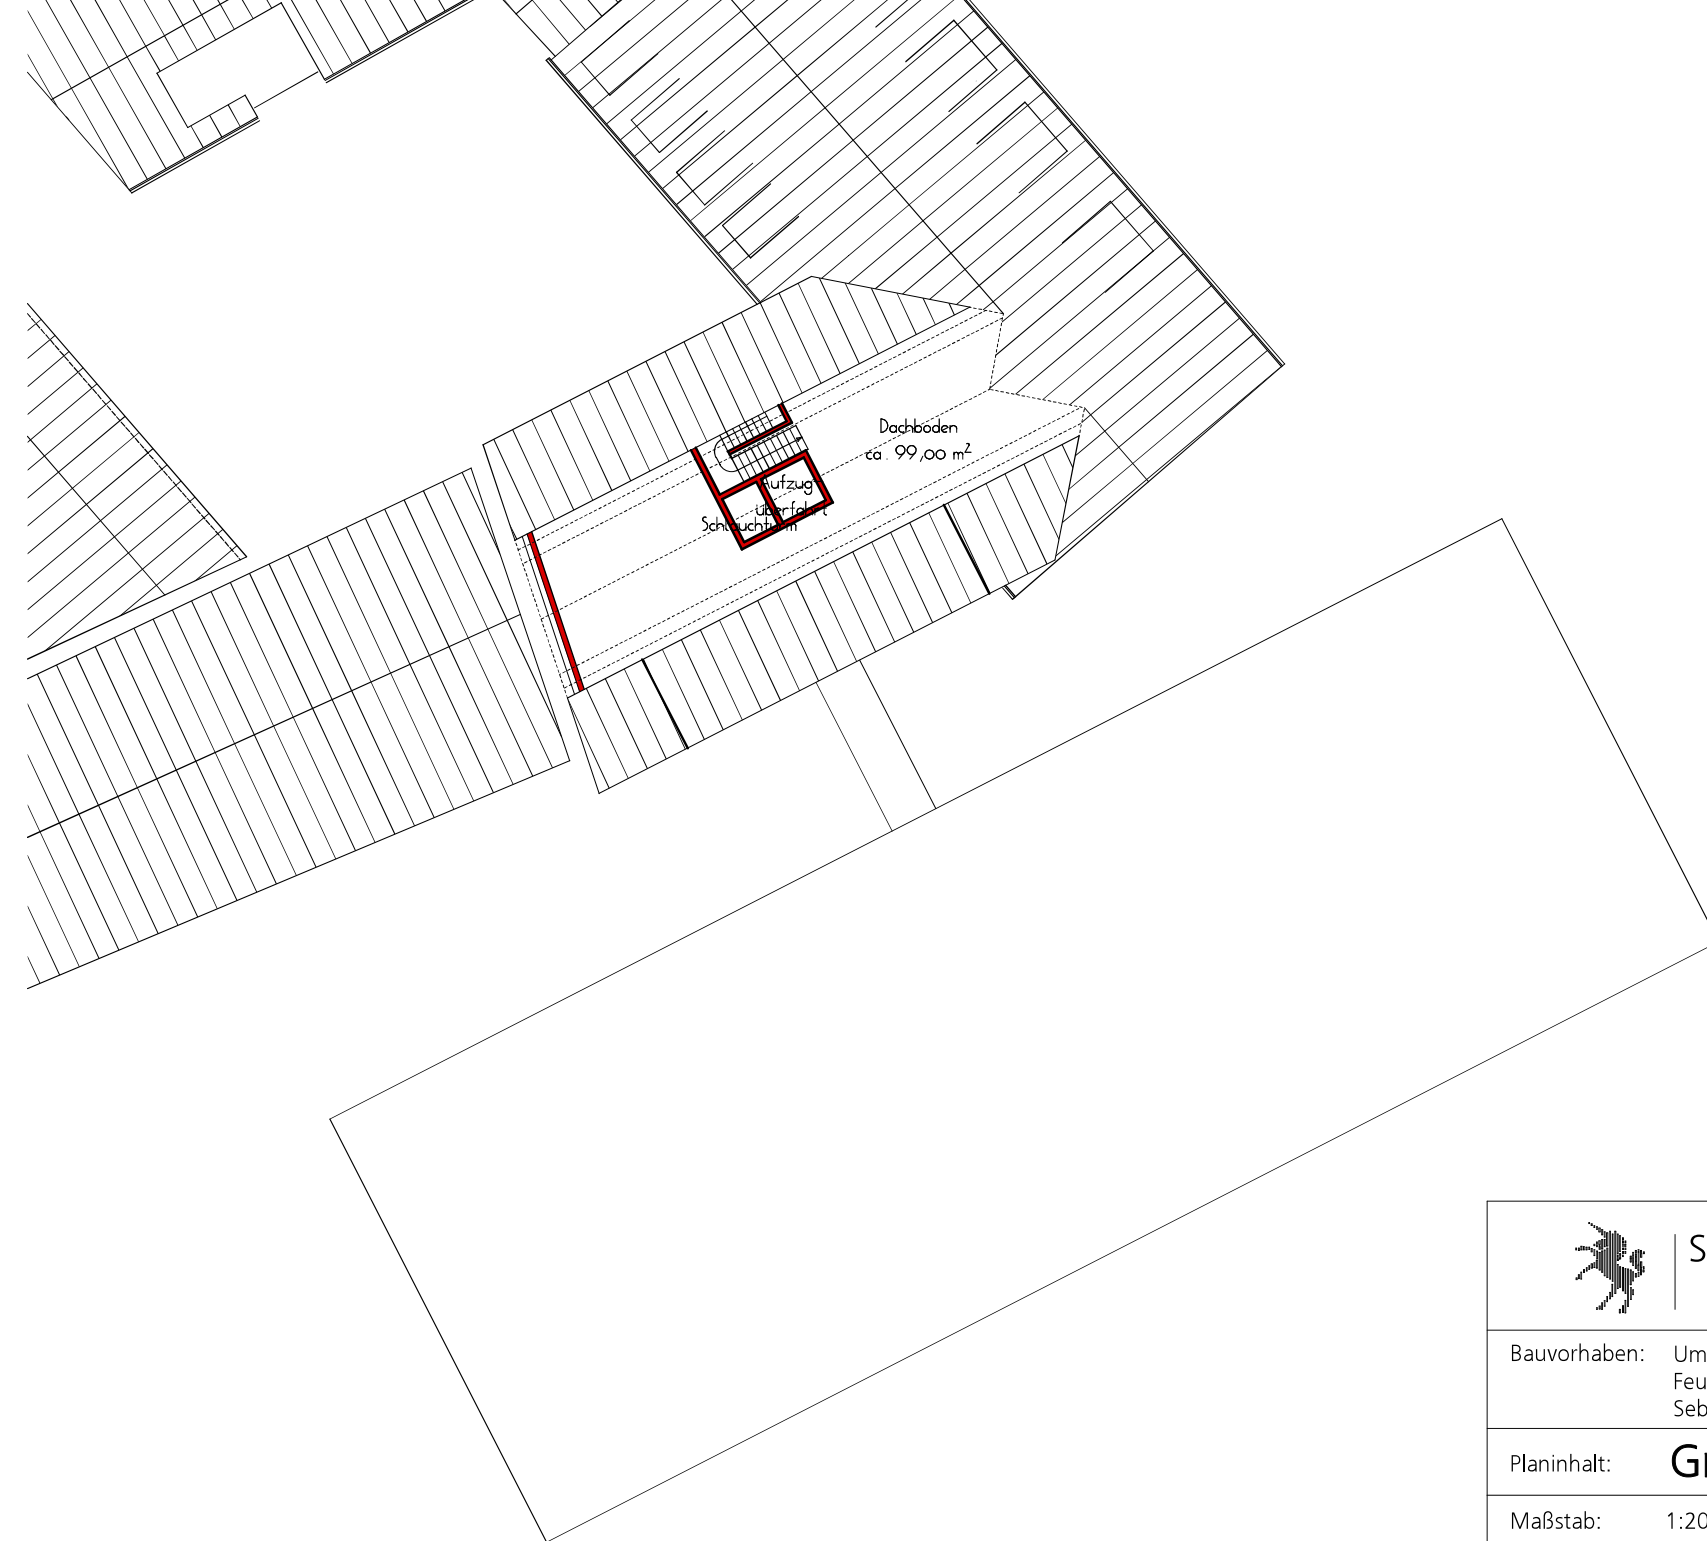 Dachboden
ca. 99,00 m²
Aufzug-
überfahrt
Schlauchturm
S
Bauvorhaben: Um
Feu
Seb
Planinhalt: Gr
Maßstab: 1:20